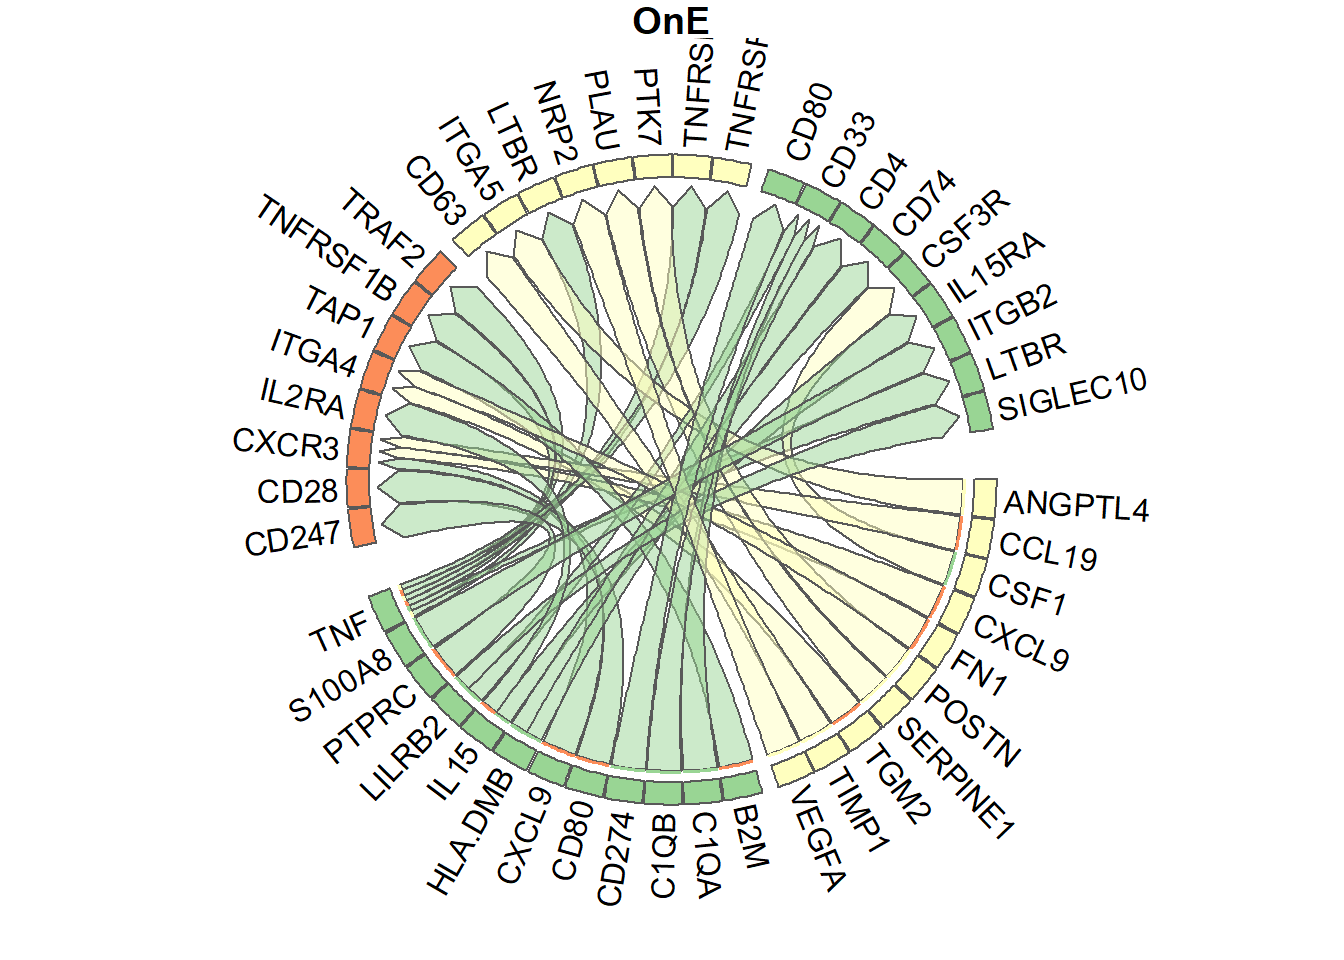 OnE
CD80
CD33
CD4
CD74
CSF3R
IL15RA
ITGB2
LTBR
SIGLEC10
ANGPTL4
CCL19
CSF1
CXCL9
FN1
POSTN
SERPINE1
TGM2
TIMP1
VEGFA
B2M
C1QA
C1QB
CD274
CD80
CXCL9
HLA.DMB
IL15
LILRB2
PTPRC
S100A8
TNF
CD247
CD28
CXCR3
IL2RA
ITGA4
TAP1
TNFRSF1B
TRAF2
CD63
ITGA5
LTBR
NRP2
PLAU
PTK7